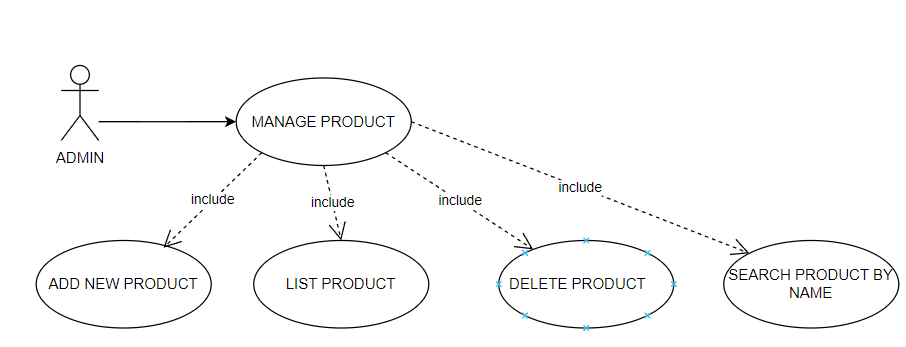 MANAGE PRODUCT
ADMIN
include
include
include
include
ADD NEW PRODUCT
LIST PRODUCT
DELETE PRODUCT
SEARCH PRODUCT BY
NAME